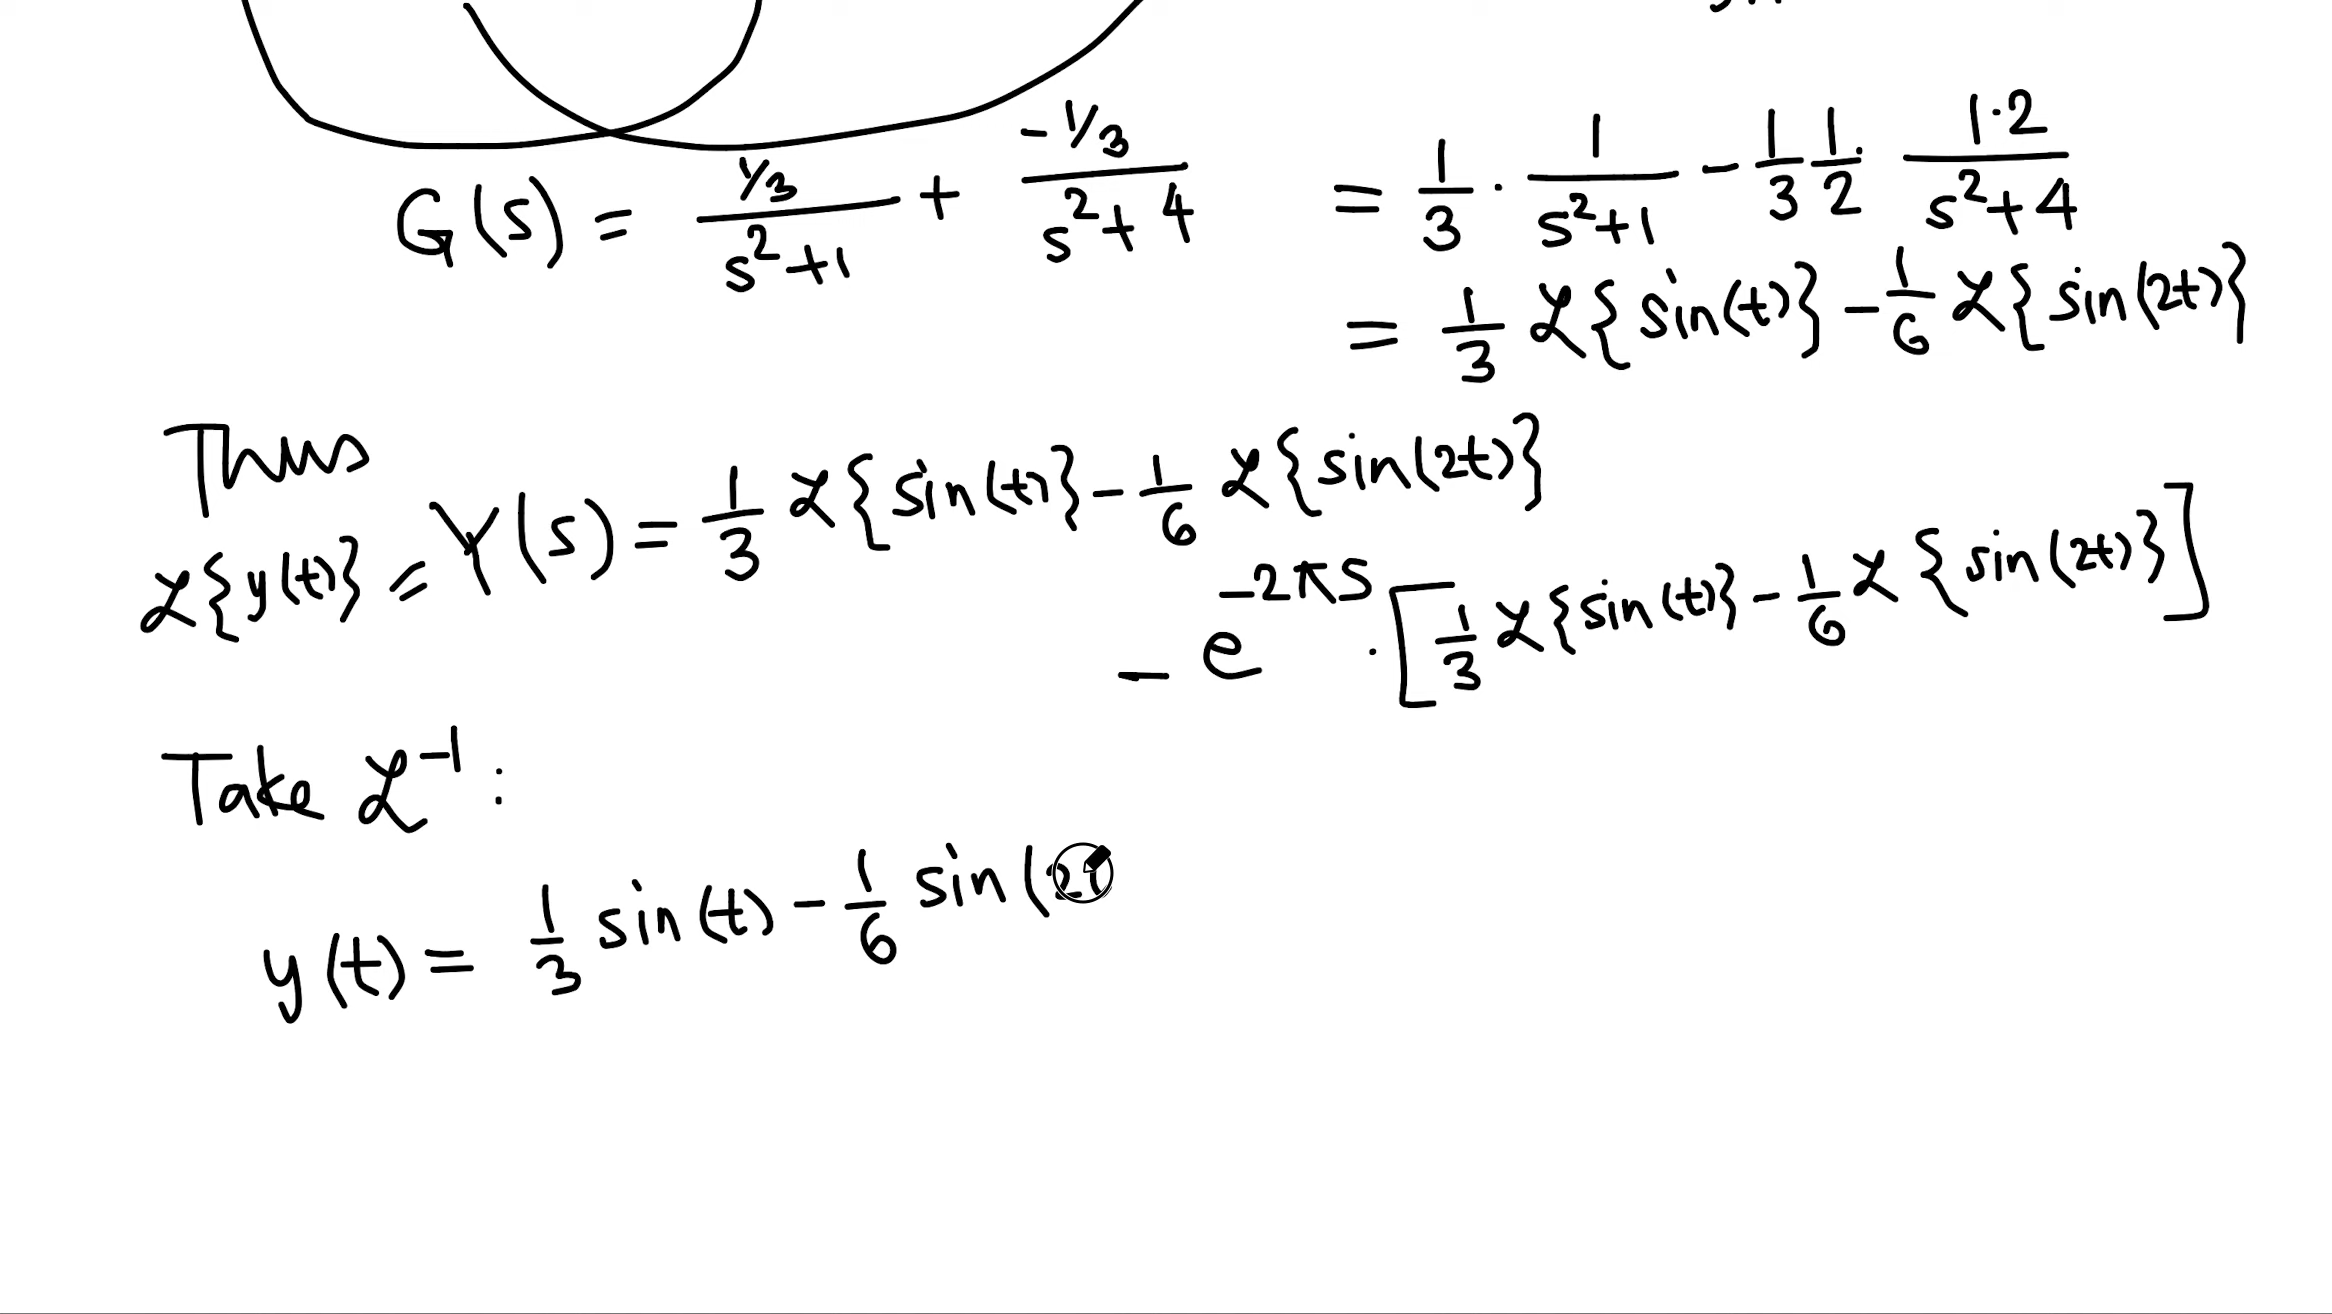 G(s) = (1/3)/(s²+1) + (-1/3)/(s²+4) = 1/3 · 1/(s²+1) - 1/3 1/2 · (1·2)/(s²+4)
= 1/3 ℒ{sin(t)} - 1/6 ℒ{sin(2t)}
Thus
ℒ{y(t)} = Y(s) = 1/3 ℒ{sin(t)} - 1/6 ℒ{sin(2t)}
- e^(-2πs) · [1/3 ℒ{sin(t)} - 1/6 ℒ{sin(2t)}]
Take ℒ⁻¹ :
y(t) = 1/3 sin(t) - 1/6 sin(2